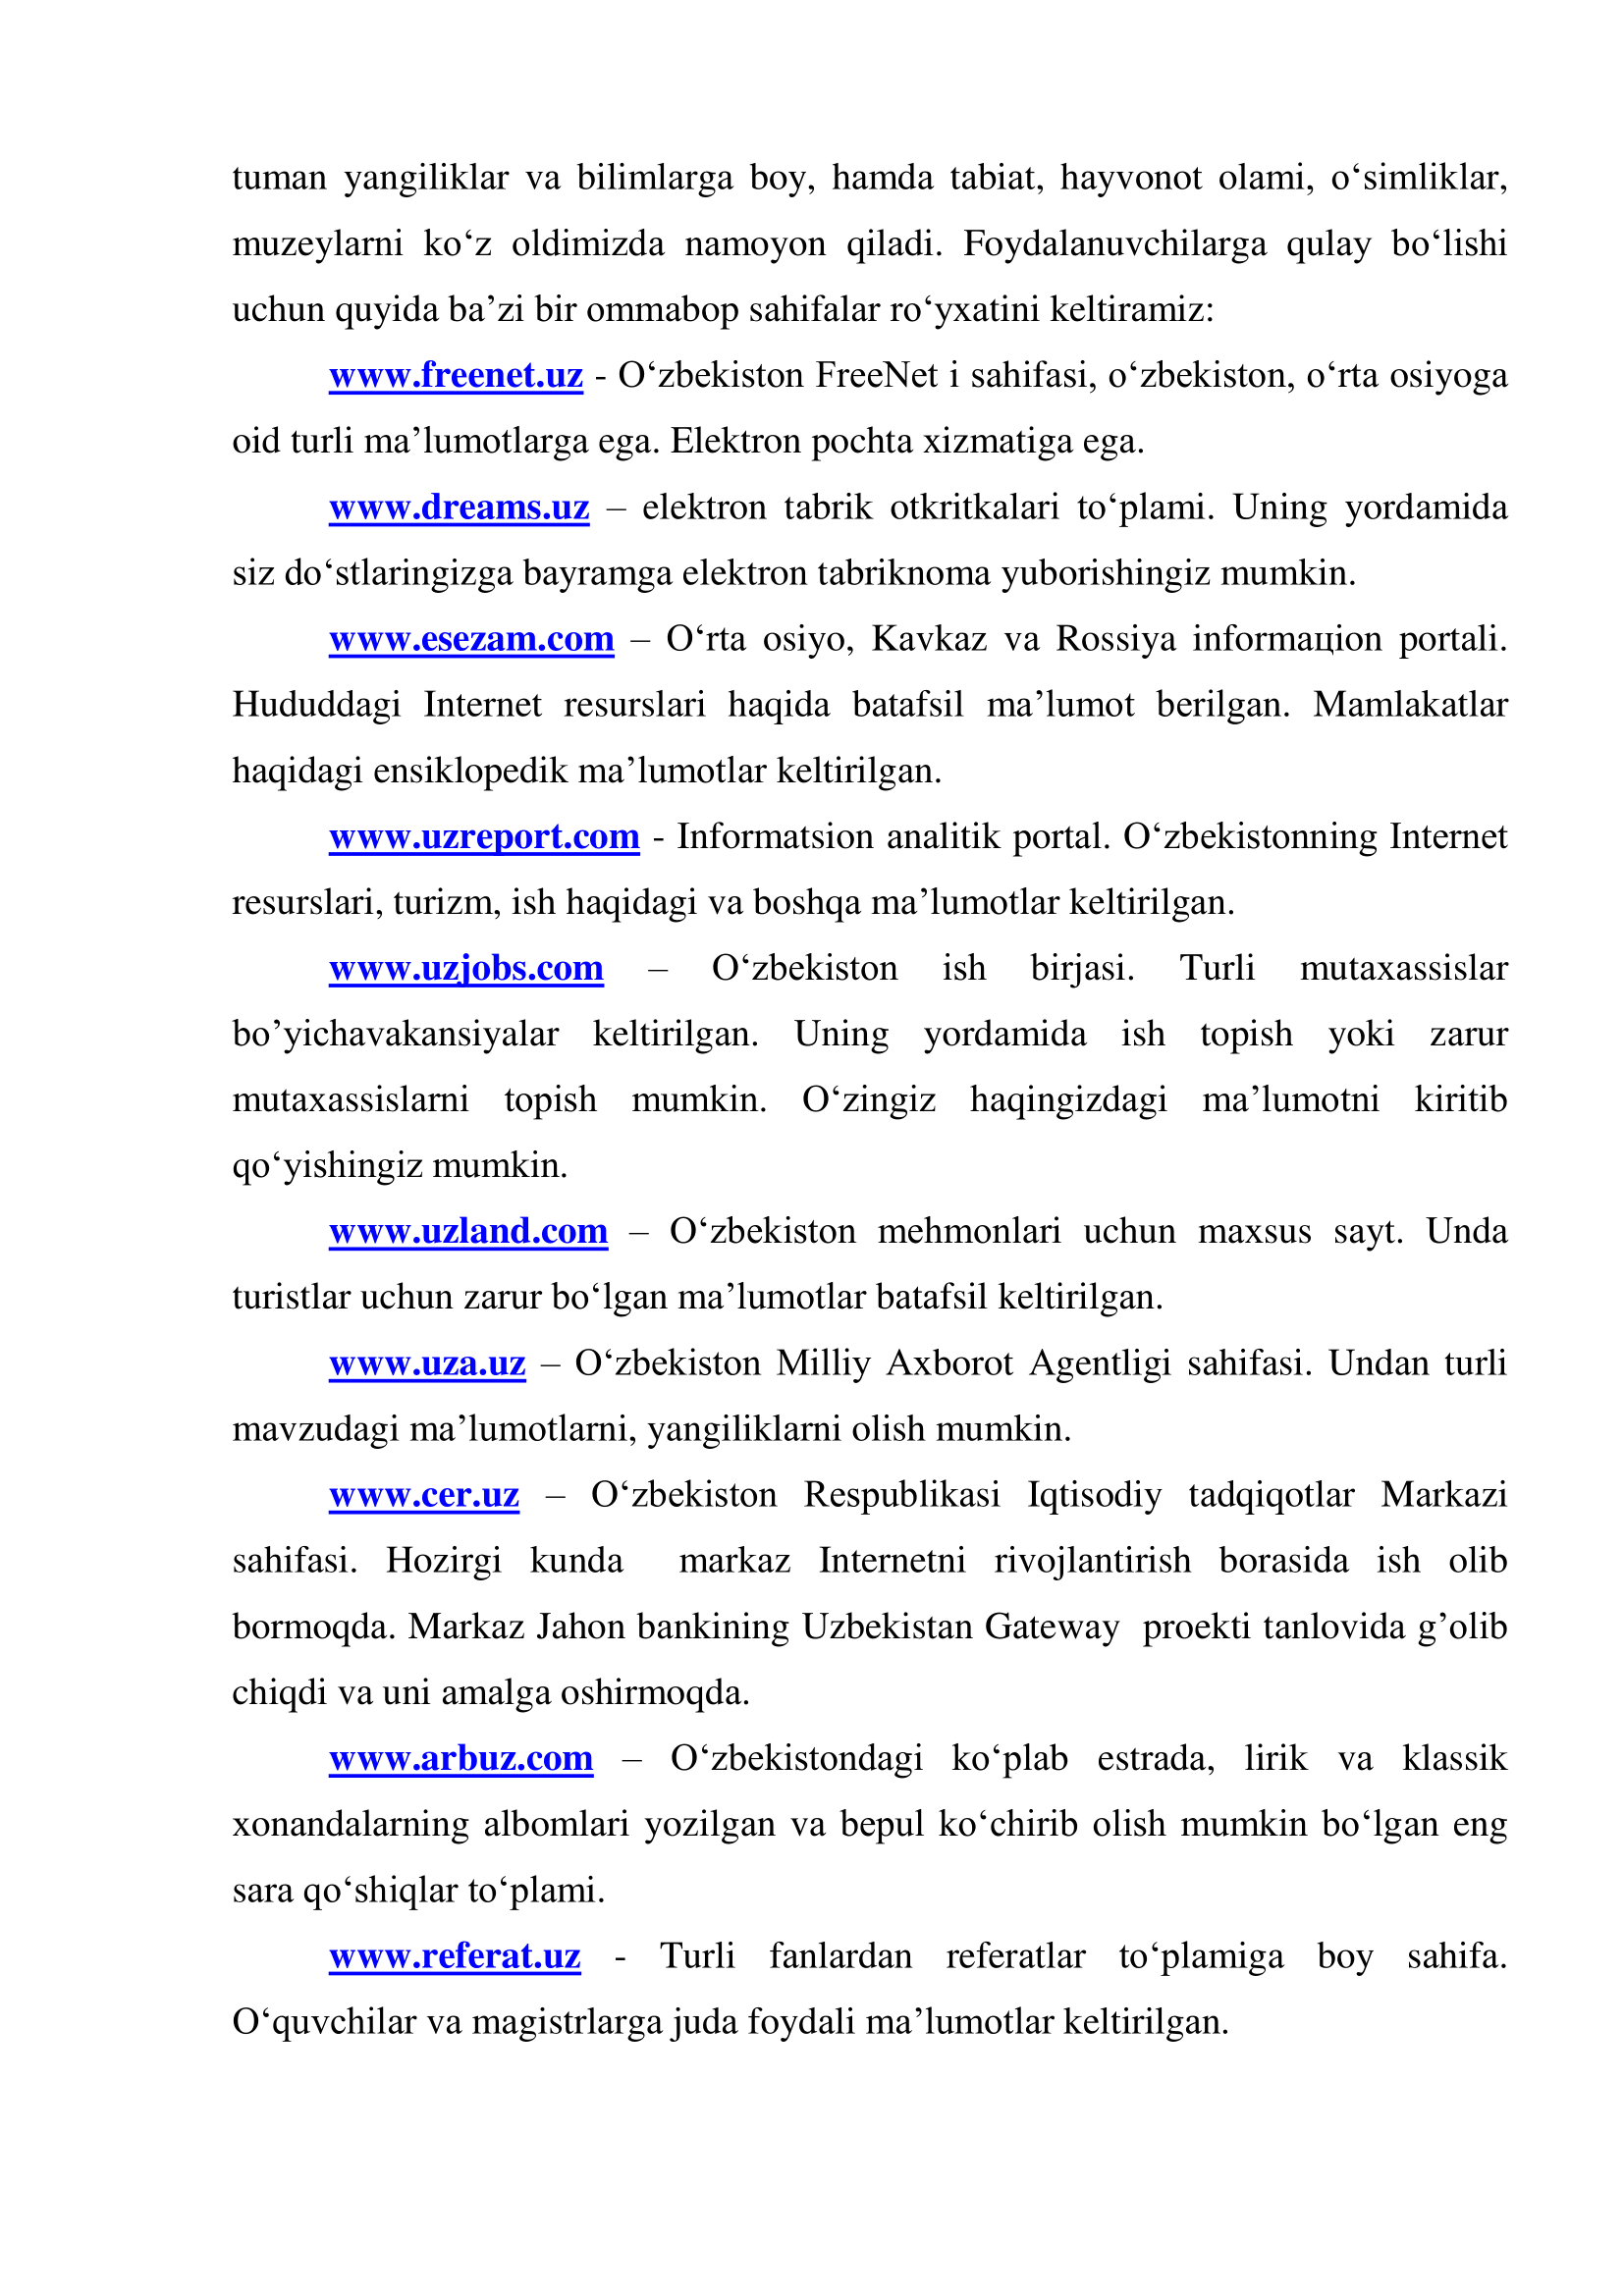 tuman yangiliklar va bilimlarga boy, hamda tabiat, hayvonot olami, o‘simliklar,
muzeylarni ko‘z oldimizda namoyon qiladi. Foydalanuvchilarga qulay bo‘lishi
uchun quyida ba’zi bir ommabop sahifalar ro‘yxatini keltiramiz:
www.freenet.uz - O‘zbekiston FreeNet i sahifasi, o‘zbekiston, o‘rta osiyoga
oid turli ma’lumotlarga ega. Elektron pochta xizmatiga ega.
www.dreams.uz – elektron tabrik otkritkalari to‘plami. Uning yordamida
siz do‘stlaringizga bayramga elektron tabriknoma yuborishingiz mumkin.
www.esezam.com – O‘rta osiyo, Kavkaz va Rossiya informaцion portali.
Hududdagi Internet resurslari haqida batafsil ma’lumot berilgan. Mamlakatlar
haqidagi ensiklopedik ma’lumotlar keltirilgan.
www.uzreport.com - Informatsion analitik portal. O‘zbekistonning Internet
resurslari, turizm, ish haqidagi va boshqa ma’lumotlar keltirilgan.
www.uzjobs.com – O‘zbekiston ish birjasi. Turli mutaxassislar
bo’yichavakansiyalar keltirilgan. Uning yordamida ish topish yoki zarur
mutaxassislarni topish mumkin. O‘zingiz haqingizdagi ma’lumotni kiritib
qo‘yishingiz mumkin.
www.uzland.com – O‘zbekiston mehmonlari uchun maxsus sayt. Unda
turistlar uchun zarur bo‘lgan ma’lumotlar batafsil keltirilgan.
www.uza.uz – O‘zbekiston Milliy Axborot Agentligi sahifasi. Undan turli
mavzudagi ma’lumotlarni, yangiliklarni olish mumkin.
www.cer.uz – O‘zbekiston Respublikasi Iqtisodiy tadqiqotlar Markazi
sahifasi. Hozirgi kunda markaz Internetni rivojlantirish borasida ish olib
bormoqda. Markaz Jahon bankining Uzbekistan Gateway proekti tanlovida g’olib
chiqdi va uni amalga oshirmoqda.
www.arbuz.com – O‘zbekistondagi ko‘plab estrada, lirik va klassik
xonandalarning albomlari yozilgan va bepul ko‘chirib olish mumkin bo‘lgan eng
sara qo‘shiqlar to‘plami.
www.referat.uz - Turli fanlardan referatlar to‘plamiga boy sahifa.
O‘quvchilar va magistrlarga juda foydali ma’lumotlar keltirilgan.